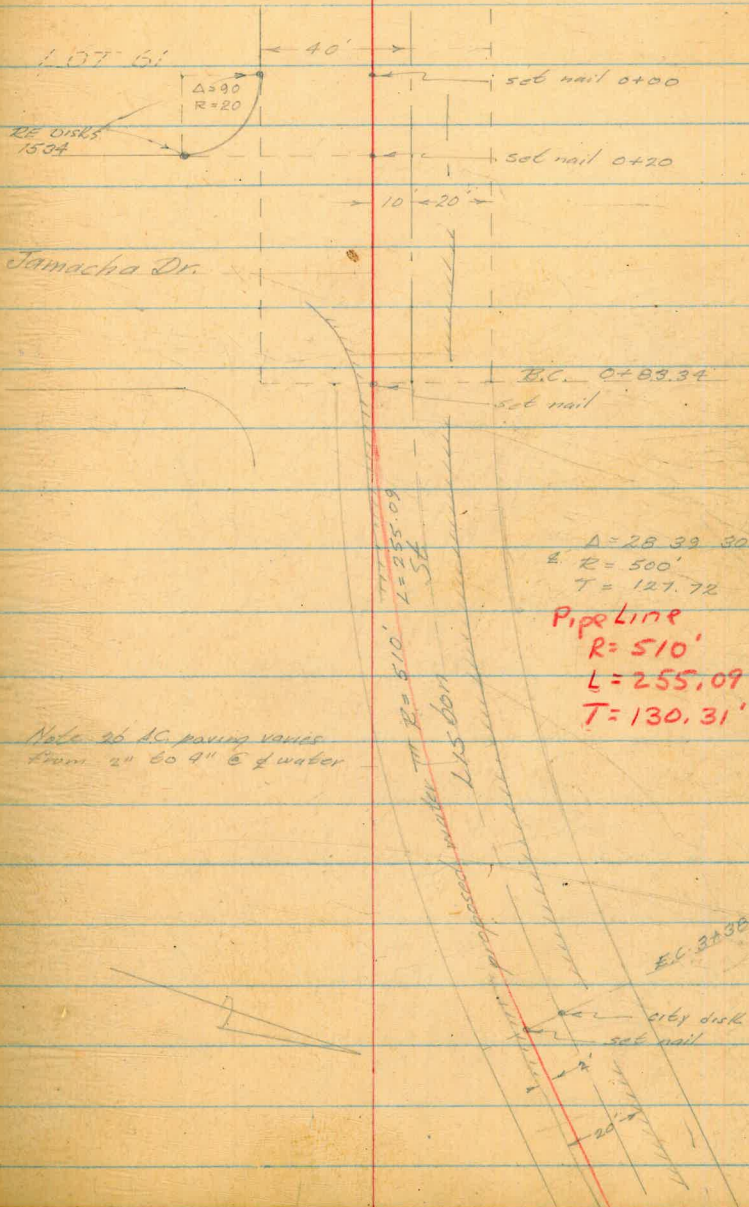 LOT 61
40'
Δ=90
R=20
set nail 0+00
RE DISKS
1534
set nail 0+20
10' 20'
Jamacha Dr.
B.C. 0+83.34
set nail
L=255.09
St
Δ=28 39 30
R=500'
T=127.72
Pipe Line
R=510'
L=255.09
T=130.31'
proposed water R=510'
Note
AC paving varies
from 2" to 4" @ ¢ water
E.C. 3+38
city disk
set nail
2'
20'